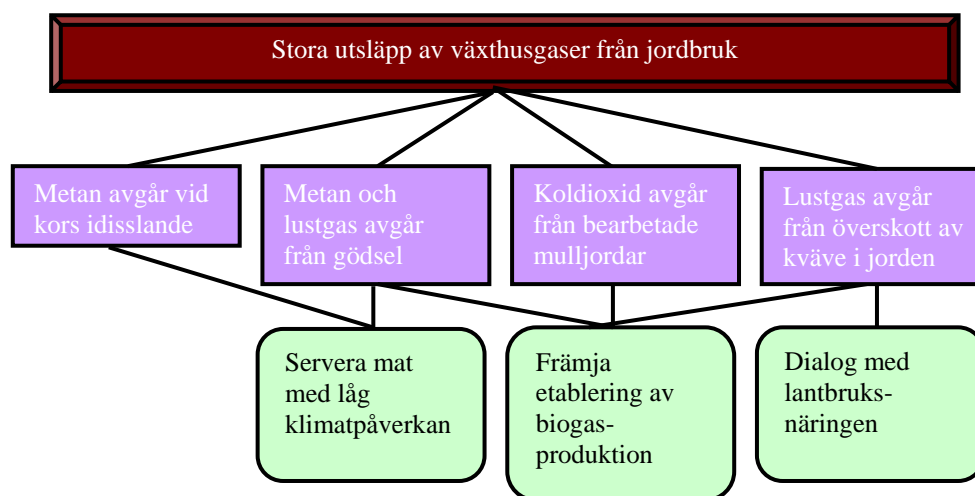 Stora utsläpp av växthusgaser från jordbruk
Metan avgår vid
kors idisslande
Metan och
lustgas avgår
från gödsel
Koldioxid avgår
från bearbetade
mulljordar
Lustgas avgår
från överskott av
kväve i jorden
Servera mat
med låg
klimatpåverkan
Främja
etablering av
biogas-
produktion
Dialog med
lantbruks-
näringen